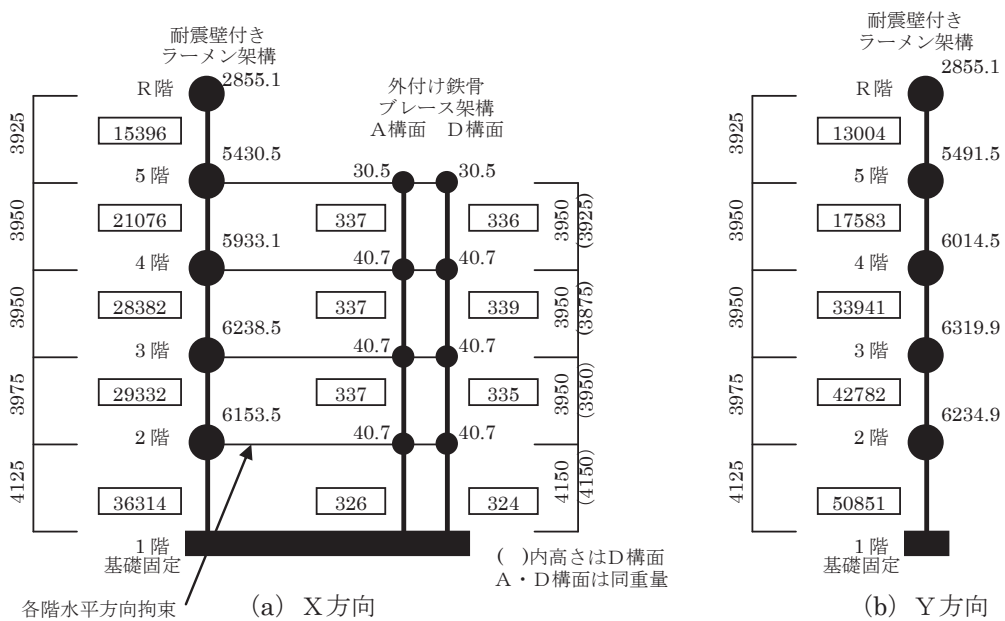 耐震壁付き
ラーメン架構
2855.1
R階
3925
15396
5430.5
5階
3950
21076
5933.1
4階
3950
28382
6238.5
3階
3975
29332
6153.5
2階
4125
36314
1階
基礎固定
各階水平方向拘束
外付け鉄骨
ブレース架構
A構面 D構面
30.5 30.5
337 336
3950
(3925)
40.7 40.7
337 339
3950
(3875)
40.7 40.7
337 335
3950
(3950)
40.7 40.7
326 324
4150
(4150)
( )内高さはD構面
A・D構面は同重量
(a) X方向
耐震壁付き
ラーメン架構
2855.1
R階
3925
13004
5491.5
5階
3950
17583
6014.5
4階
3950
33941
6319.9
3階
3975
42782
6234.9
2階
4125
50851
1階
基礎固定
(b) Y方向